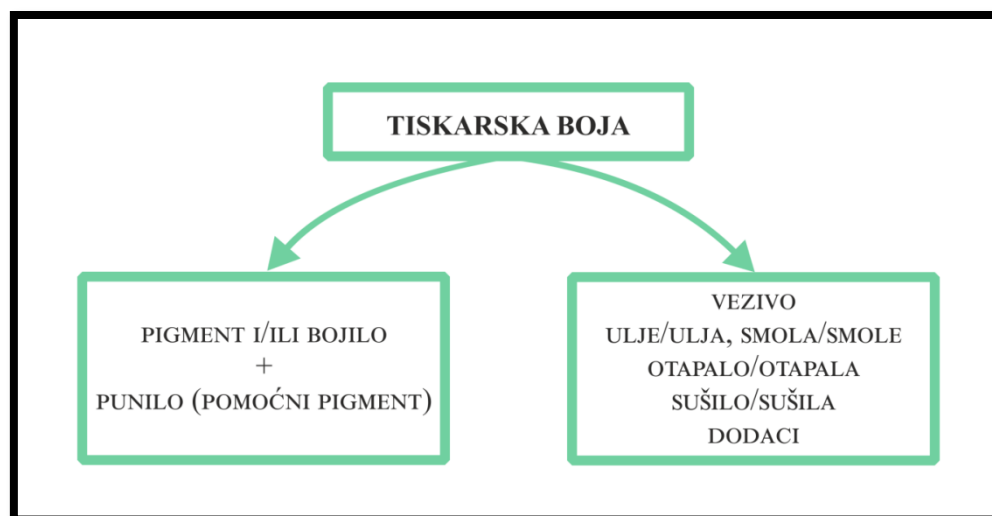 TISKARSKA BOJA
PIGMENT I/ILI BOJILO
+
PUNILO (POMOĆNI PIGMENT)
VEZIVO
ULJE/ULJA, SMOLA/SMOLE
OTAPALO/OTAPALA
SUŠILO/SUŠILA
DODACI